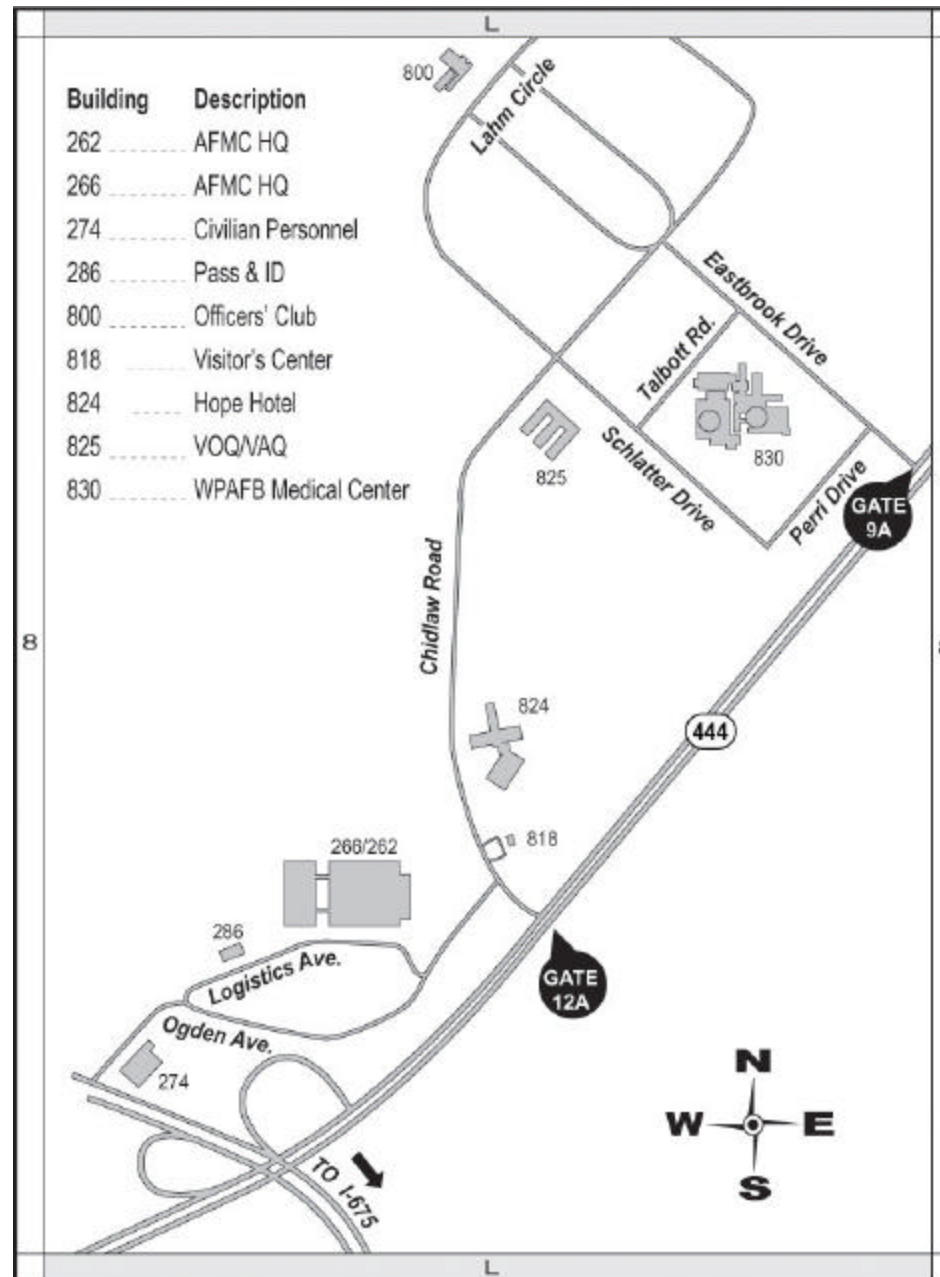 L
800
Lahm Circle
Building Description
262 ........ AFMC HQ
266 ........ AFMC HQ
274 ........ Civilian Personnel
286 ........ Pass & ID
800 ........ Officers' Club
818 ...... Visitor's Center
824 ..... Hope Hotel
825 ........ VOQ/VAQ
830 ........ WPAFB Medical Center
Eastbrook Drive
Talbott Rd.
830
825
Schlatter Drive
Perri Drive
GATE
9A
Chidlaw Road
8
824
444
818
266/262
286
Logistics Ave.
GATE
12A
Ogden Ave.
274
TO I-675
N
W E
S
L